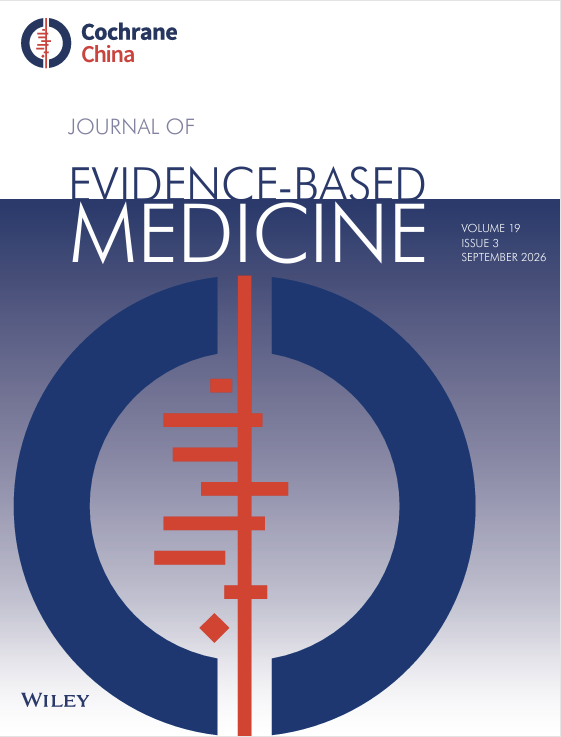 Cochrane
China
JOURNAL OF
EVIDENCE-BASED
MEDICINE
VOLUME 19
ISSUE 3
SEPTEMBER 2026
WILEY